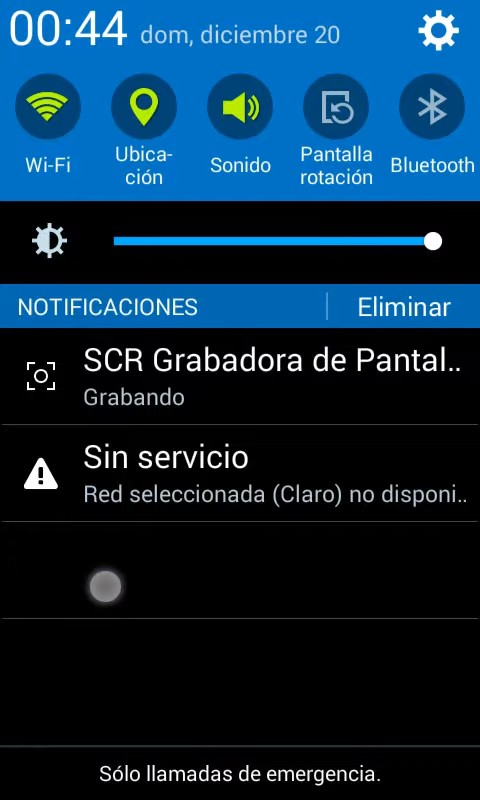 00:44 dom, diciembre 20
Wi-Fi
Ubica-
ción
Sonido
Pantalla
rotación
Bluetooth
NOTIFICACIONES
Eliminar
SCR Grabadora de Pantal..
Grabando
Sin servicio
Red seleccionada (Claro) no disponi..
Sólo llamadas de emergencia.